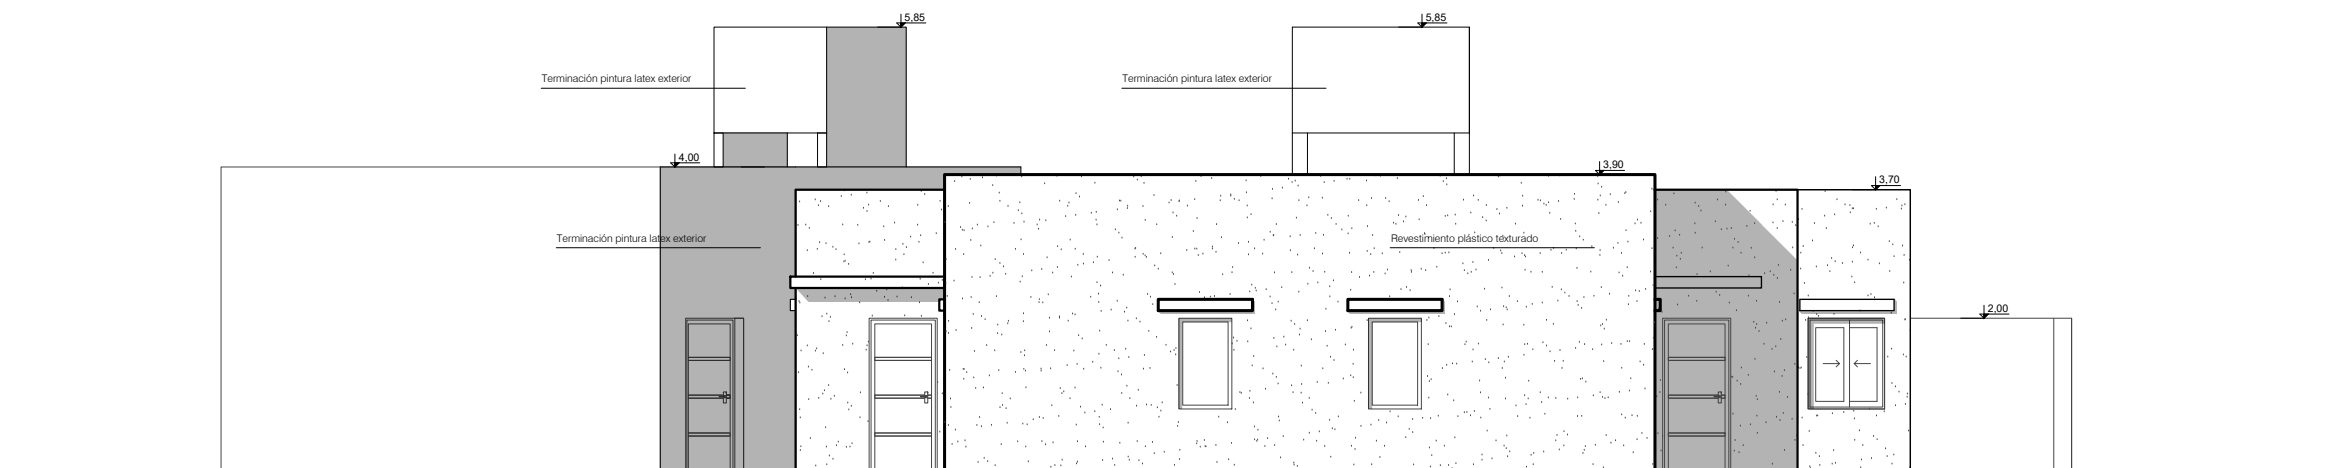 5,85
5,85
Terminación pintura latex exterior
Terminación pintura latex exterior
4,00
3,90
3,70
Terminación pintura latex exterior
Revestimiento plástico texturado
2,00